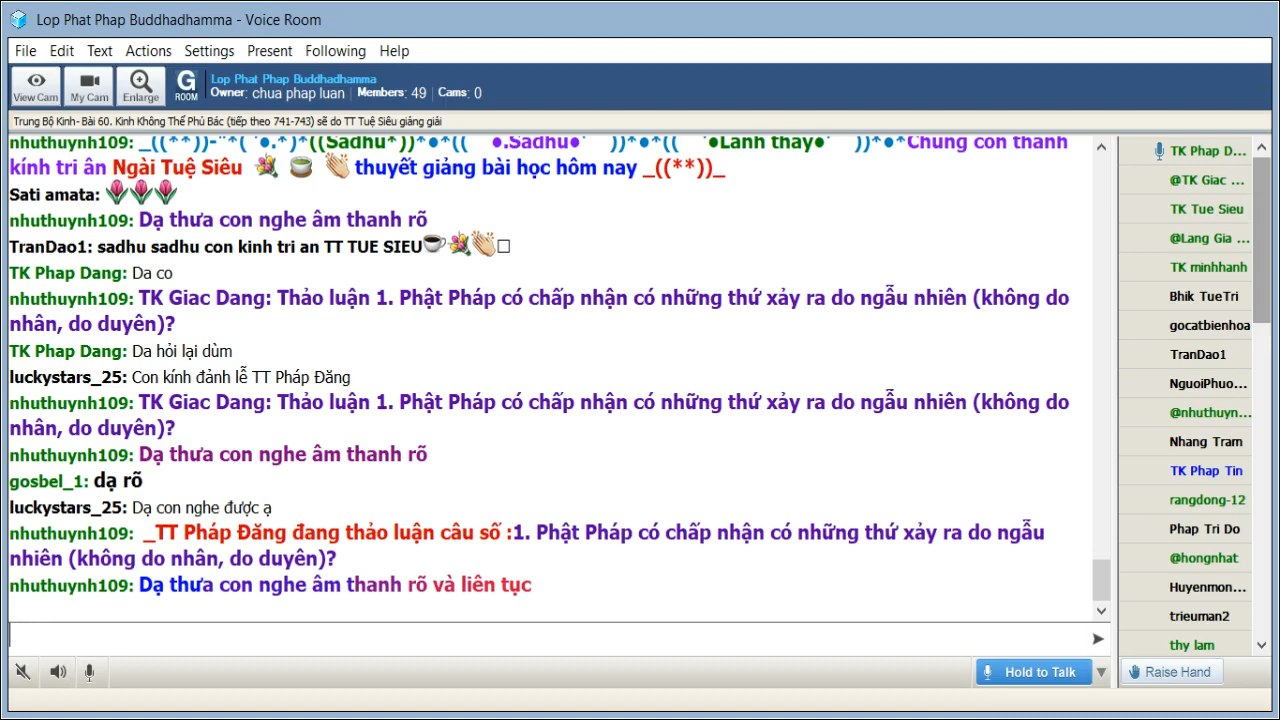 Lop Phat Phap Buddhadhamma - Voice Room
File Edit Text Actions Settings Present Following Help
View Cam My Cam Enlarge G ROOM
Lop Phat Phap Buddhadhamma
Owner: chua phap luan Members: 49 Cams: 0
Trung Bộ Kinh- Bài 60. Kinh Không Thể Phủ Bác (tiếp theo 741-743) sẽ do TT Tuệ Siêu giảng giải
nhuthuynh109: _((**))-"*( ¨●.*)*((Sadhu*))*●*(( ¨●.Sadhu●¨ ))*●*(( ¨●Lành thay●¨ ))*●*Chúng con thành
kính tri ân Ngài Tuệ Siêu thuyết giảng bài học hôm nay _((**))_
Sati amata:
nhuthuynh109: Dạ thưa con nghe âm thanh rõ
TranDao1: sadhu sadhu con kinh tri an TT TUE SIEU
TK Phap Dang: Da co
nhuthuynh109: TK Giac Dang: Thảo luận 1. Phật Pháp có chấp nhận có những thứ xảy ra do ngẫu nhiên (không do
nhân, do duyên)?
TK Phap Dang: Da hỏi lại dùm
luckystars_25: Con kính đảnh lễ TT Pháp Đăng
nhuthuynh109: TK Giac Dang: Thảo luận 1. Phật Pháp có chấp nhận có những thứ xảy ra do ngẫu nhiên (không do
nhân, do duyên)?
nhuthuynh109: Dạ thưa con nghe âm thanh rõ
gosbel_1: dạ rõ
luckystars_25: Dạ con nghe được ạ
nhuthuynh109: _TT Pháp Đăng đang thảo luận câu số :1. Phật Pháp có chấp nhận có những thứ xảy ra do ngẫu
nhiên (không do nhân, do duyên)?
nhuthuynh109: Dạ thưa con nghe âm thanh rõ và liên tục
Hold to Talk
TK Phap D...
@TK Giac ...
TK Tue Sieu
@Lang Gia ...
TK minhhanh
Bhik TueTri
gocatbienhoa
TranDao1
NguoiPhuo...
@nhuthuyn...
Nhang Tram
TK Phap Tin
rangdong-12
Phap Tri Do
@hongnhat
Huyenmon...
trieuman2
thy lam
Raise Hand